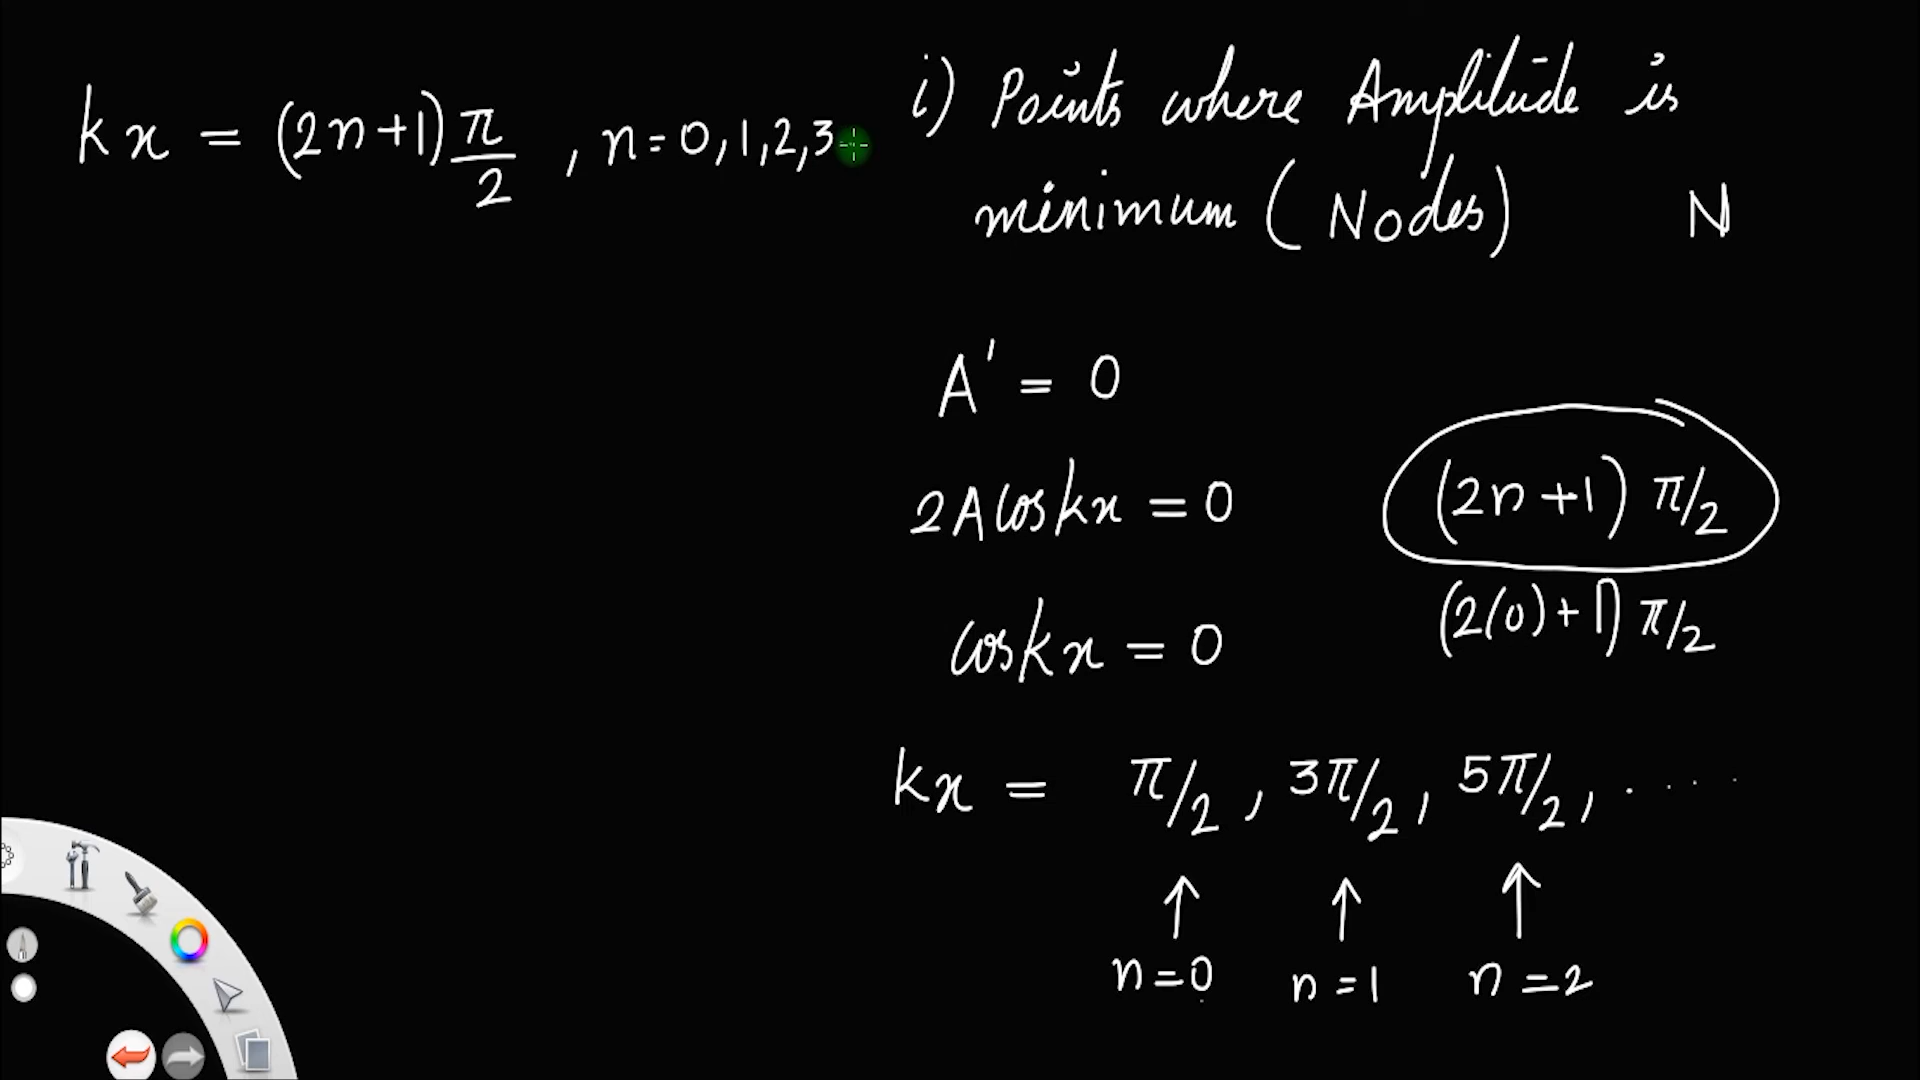 kx = (2n+1) π/2 , n=0,1,2,3
i) Points where Amplitude is
minimum (Nodes) N
A' = 0
2A cos kx = 0
(2n+1) π/2
(2(0)+1) π/2
cos kx = 0
kx = π/2 , 3π/2 , 5π/2 , . . . .
n=0 n=1 n=2